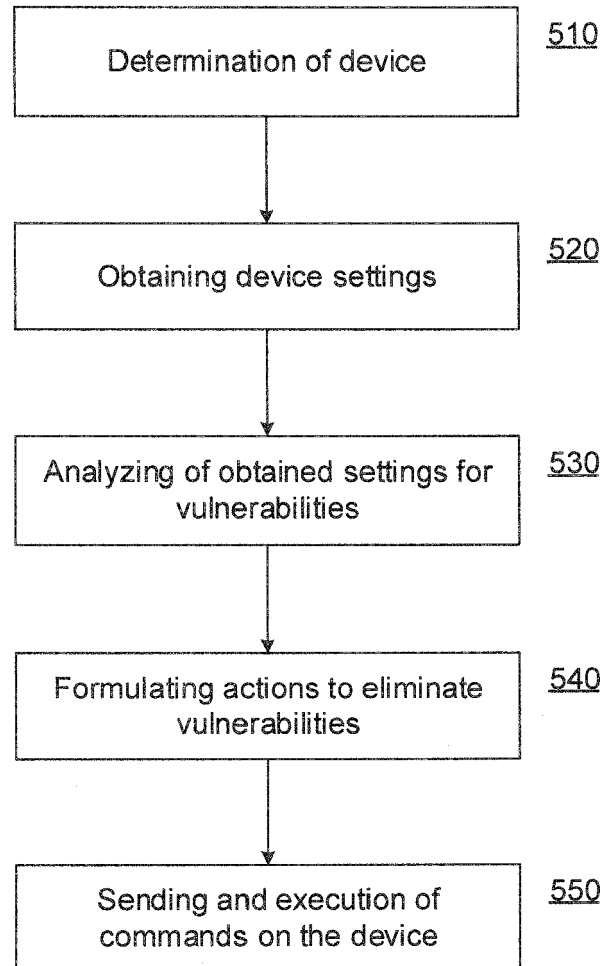 Determination of device
510
Obtaining device settings
520
Analyzing of obtained settings for
vulnerabilities
530
Formulating actions to eliminate
vulnerabilities
540
Sending and execution of
commands on the device
550